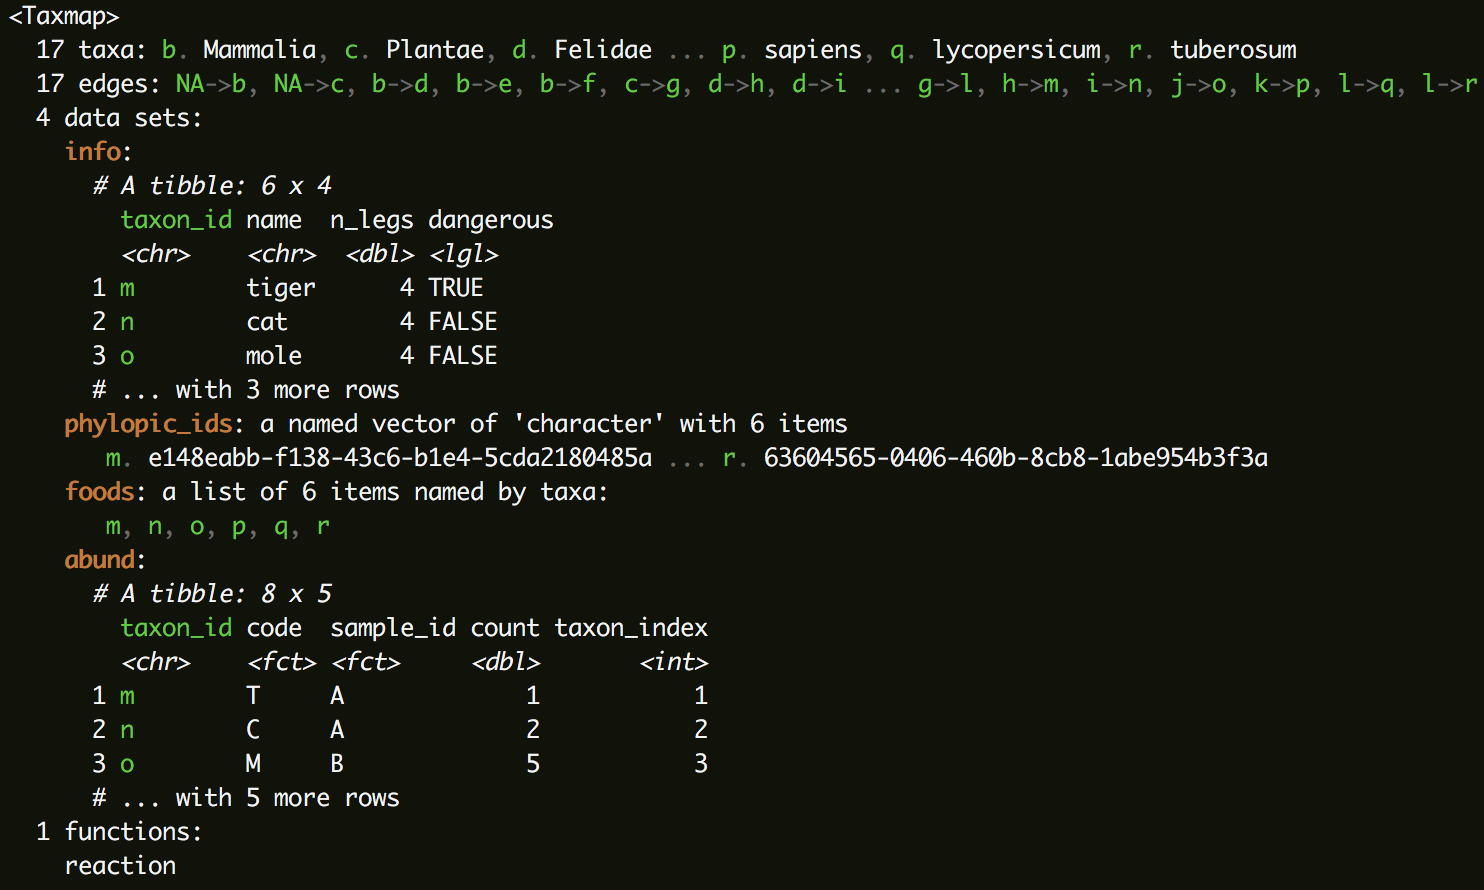 <Taxmap>
  17 taxa: b. Mammalia, c. Plantae, d. Felidae ... p. sapiens, q. lycopersicum, r. tuberosum
  17 edges: NA->b, NA->c, b->d, b->e, b->f, c->g, d->h, d->i ... g->l, h->m, i->n, j->o, k->p, l->q, l->r
  4 data sets:
    info:
      # A tibble: 6 x 4
        taxon_id name  n_legs dangerous
        <chr>    <chr>  <dbl> <lgl>
      1 m        tiger      4 TRUE
      2 n        cat        4 FALSE
      3 o        mole       4 FALSE
      # ... with 3 more rows
    phylopic_ids: a named vector of 'character' with 6 items
       m. e148eabb-f138-43c6-b1e4-5cda2180485a ... r. 63604565-0406-460b-8cb8-1abe954b3f3a
    foods: a list of 6 items named by taxa:
       m, n, o, p, q, r
    abund:
      # A tibble: 8 x 5
        taxon_id code  sample_id count taxon_index
        <chr>    <fct> <fct>     <dbl>       <int>
      1 m        T     A             1           1
      2 n        C     A             2           2
      3 o        M     B             5           3
      # ... with 5 more rows
  1 functions:
    reaction